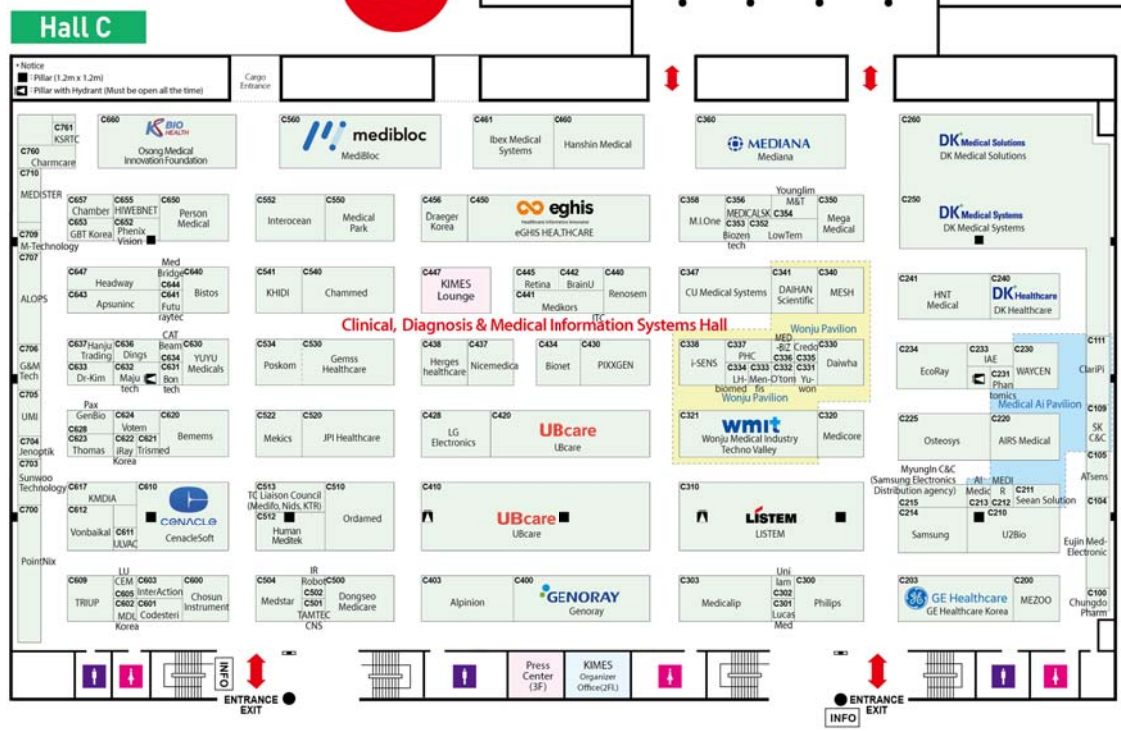 Hall C
• Notice
: Pillar (1.2m x 1.2m)
: Pillar with Hydrant (Must be open all the time)
Cargo
Entrance
C761
KSRTC
C760
Charmcare
C660
K BIO
HEALTH
Osong Medical
Innovation Foundation
C560
medibloc
MediBloc
C461
Ibex Medical
Systems
C460
Hanshin Medical
C360
MEDIANA
Mediana
C260
DK Medical Solutions
DK Medical Solutions
C250
DK Medical Systems
DK Medical Systems
C710
MEDISTER
C709
M-Technology
C657
Chamber
C655
HIWEBNET
C650
Person
Medical
C653
GBT Korea
C652
Phenix
Vision
C552
Interocean
C550
Medical
Park
C456
Draeger
Korea
C450
eghis
Healthcare Informatics Innovator
eGHIS HEA,THCARE
C358
M.I.One
C356
MEDICALSK
Younglim
M&T
C354
C353
Biozen
tech
C352
LowTem
C350
Mega
Medical
C707
ALOPS
C647
Headway
C643
Apsuninc
Med
Bridge
C644
C641
Futu
raytec
C640
Bistos
C541
KHIDI
C540
Chammed
C447
KIMES
Lounge
C445
Retina
C442
BrainU
C441
Medkors
C440
Renosem
ITC
C347
CU Medical Systems
C341
DAIHAN
Scientific
C340
MESH
C241
HNT
Medical
C240
DK Healthcare
DK Healthcare
Clinical, Diagnosis & Medical Information Systems Hall
Wonju Pavilion
C706
G&M
Tech
C637
Hanju
Trading
C636
Dings
C633
Dr-Kim
C632
Maju
tech
CAT
Beam
C634
C631
Bon
tech
C630
YUYU
Medicals
C534
Poskom
C530
Gemss
Healthcare
C438
Herges
healthcare
C437
Nicemedica
C434
Bionet
C430
PIXXGEN
C338
i-SENS
C337
PHC
C334
LH-
biomed
C333
Men-
fis
MED
-BIZ
C336
C332
D'tom
Credo
C335
C331
Yu-
won
C330
Daiwha
Wonju Pavilion
C234
EcoRay
C233
IAE
C231
Phan
tomics
C230
WAYCEN
C111
ClariPi
Medical Ai Pavilion
C109
SK
C&C
C705
UMI
C704
Jenoptik
Pax
GenBio
C628
C623
Thomas
C624
Votem
C622
iRay
Korea
C621
Trismed
C620
Bemems
C522
Mekics
C520
JPI Healthcare
C428
LG
Electronics
C420
UBcare
UBcare
C321
wmit
Wonju Medical Industry
Techno Valley
C320
Medicore
C225
Osteosys
C220
AIRS Medical
C105
ATsens
C703
Sunwoo
Technology
C700
PointNix
C617
KMDIA
C612
Vonbaikal
C611
ULVAC
C610
CENACLE
CenacleSoft
C513
TC Liaison Council
(Medifo, Nids, KTR)
C512
Human
Meditek
C510
Ordamed
C410
UBcare
UBcare
C310
LISTEM
LISTEM
MyungIn C&C
(Samsung Electronics
Distribution agency)
C215
C214
Samsung
AI
Medic
C213
MEDI
R
C212
C211
Seean Solution
C210
U2Bio
C104
Eujin Med-
Electronic
C609
TRIUP
LU
CEM
C605
C602
MDL
Korea
C603
InterAction
C601
Codesteri
C600
Chosun
Instrument
C504
Medstar
IR
Robot
C502
C501
TAMTEC
CNS
C500
Dongseo
Medicare
C403
Alpinion
C400
GENORAY
Genoray
C303
Medicalip
Uni
Iam
C302
C301
Lucas
Med
C300
Philips
C203
GE Healthcare
GE Healthcare Korea
C200
MEZOO
C100
Chungdo
Pharm
INFO
ENTRANCE
EXIT
Press
Center
(3F)
KIMES
Organizer
Office(2Fl.)
ENTRANCE
EXIT
INFO